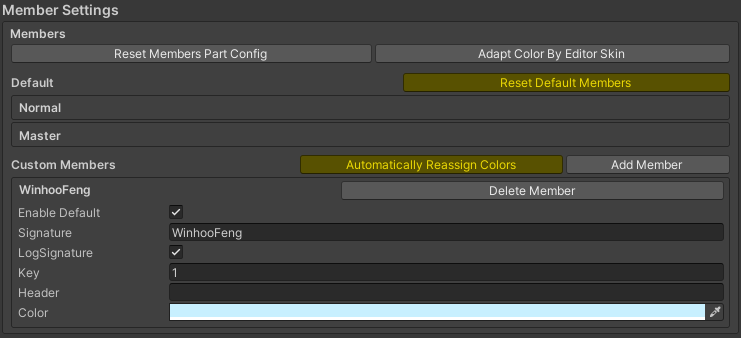 Member Settings
Members
Reset Members Part Config
Adapt Color By Editor Skin
Default
Reset Default Members
Normal
Master
Custom Members
Automatically Reassign Colors
Add Member
WinhooFeng
Delete Member
Enable Default
Signature
WinhooFeng
LogSignature
Key
1
Header
Color